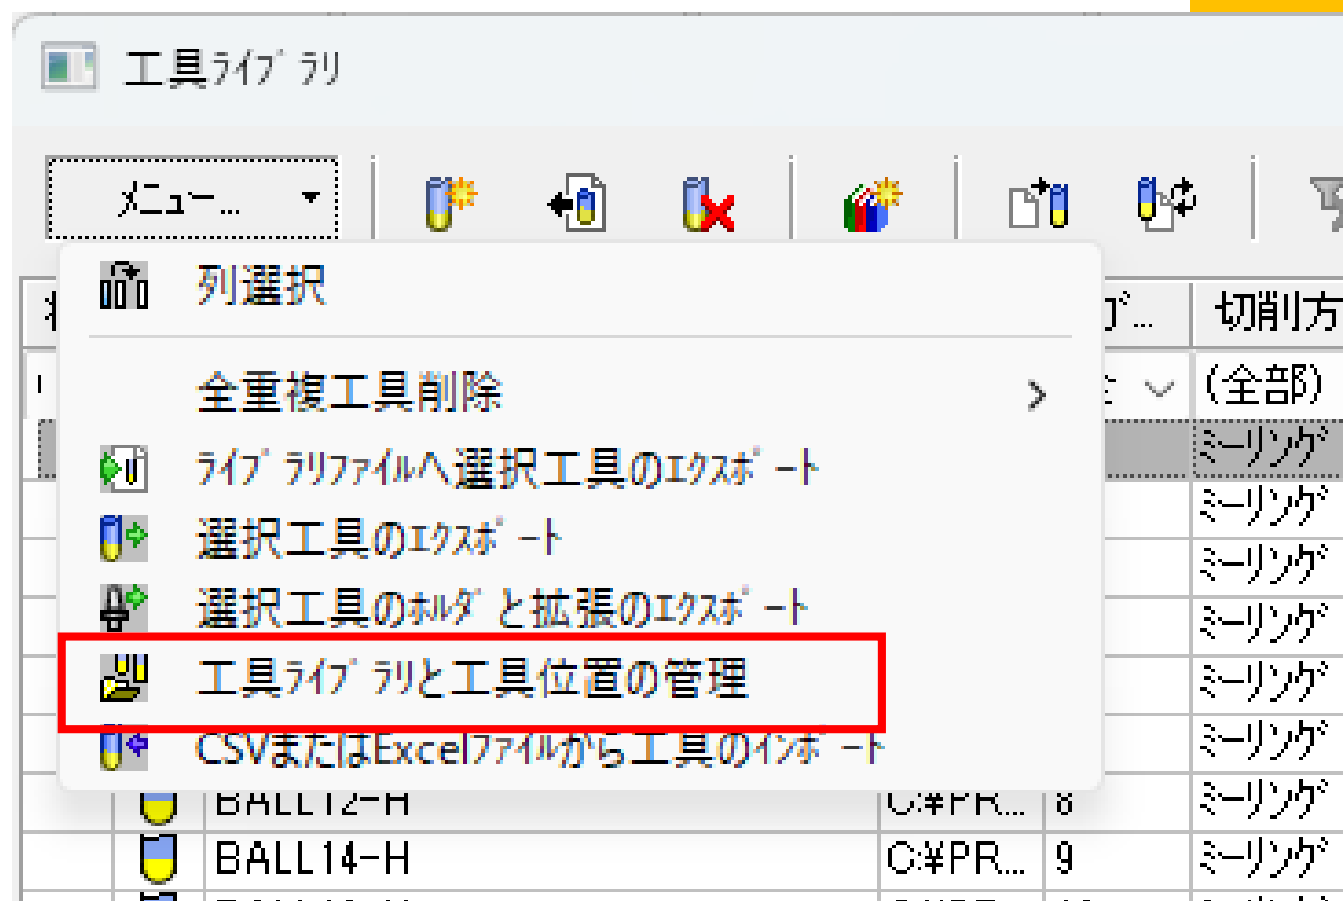 工具ﾗｲﾌﾞﾗﾘ
ﾒﾆｭｰ...
列選択
切削方
全重複工具削除
(全部)
ﾐｰﾘﾝｸﾞ
ﾗｲﾌﾞﾗﾘﾌｧｲﾙへ選択工具のｴｸｽﾎﾟｰﾄ
ﾐｰﾘﾝｸﾞ
選択工具のｴｸｽﾎﾟｰﾄ
ﾐｰﾘﾝｸﾞ
選択工具のﾎﾙﾀﾞと拡張のｴｸｽﾎﾟｰﾄ
ﾐｰﾘﾝｸﾞ
工具ﾗｲﾌﾞﾗﾘと工具位置の管理
ﾐｰﾘﾝｸﾞ
CSVまたはExcelﾌｧｲﾙから工具のｲﾝﾎﾟｰﾄ
ﾐｰﾘﾝｸﾞ
BALL12-H C:¥PR... 8 ﾐｰﾘﾝｸﾞ
BALL14-H C:¥PR... 9 ﾐｰﾘﾝｸﾞ